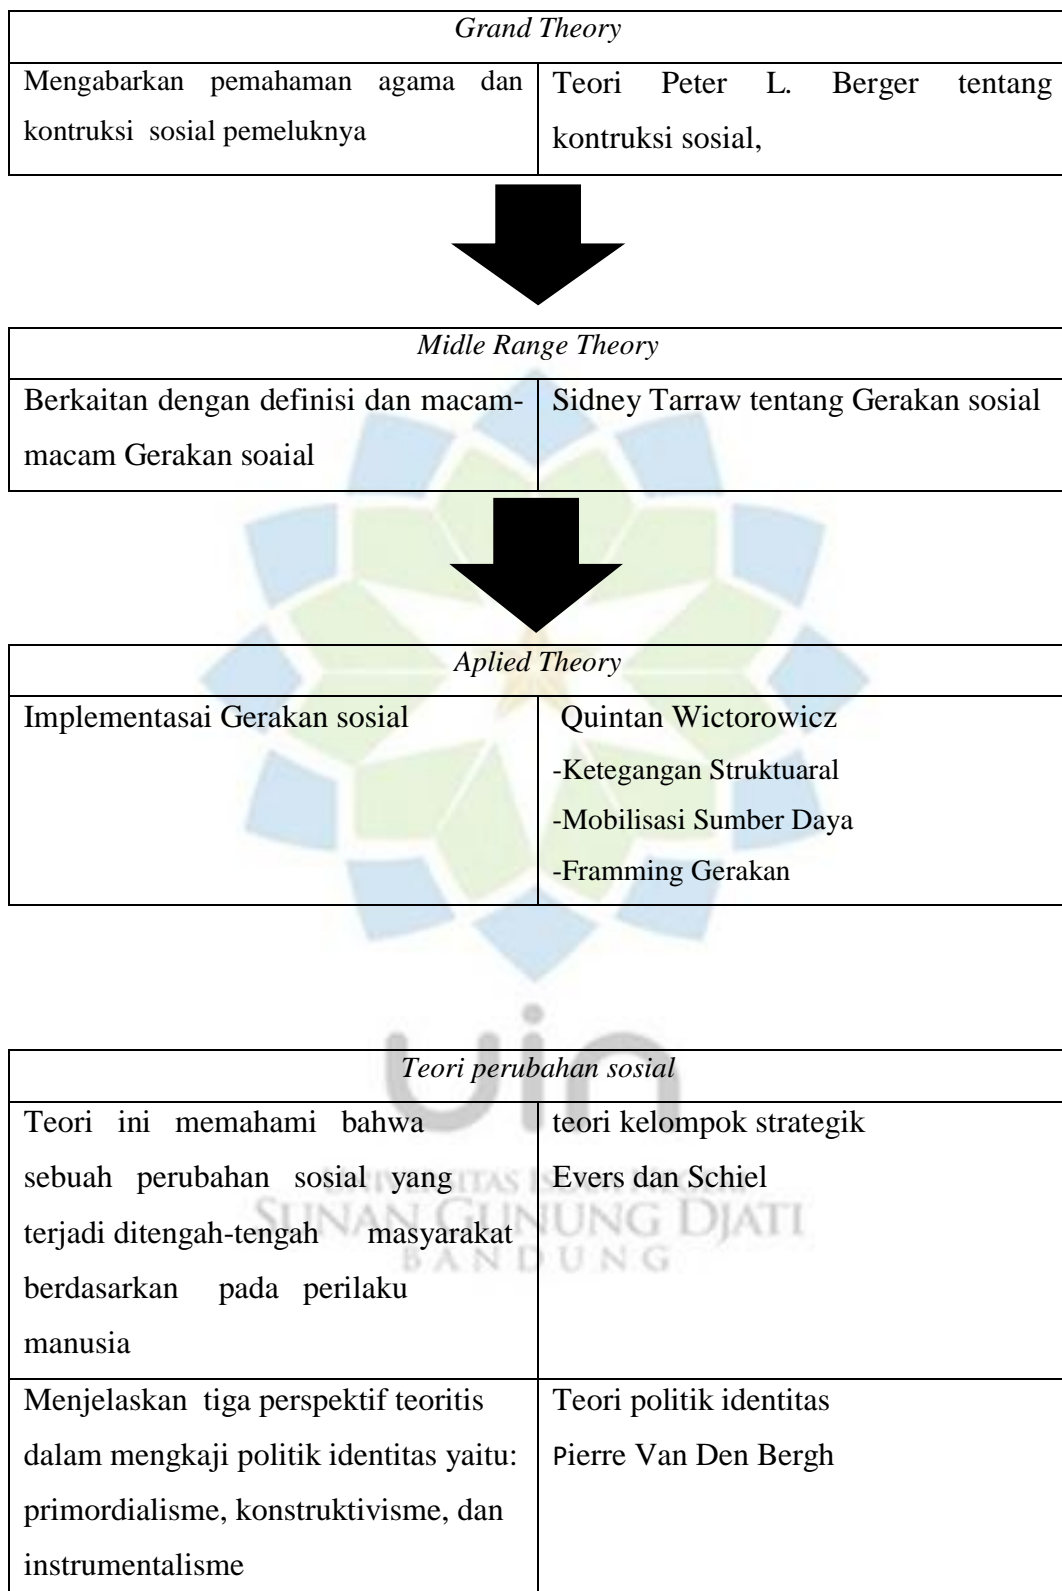 Grand Theory
Mengabarkan pemahaman agama dan
kontruksi sosial pemeluknya
Teori Peter L. Berger tentang
kontruksi sosial,
Midle Range Theory
Berkaitan dengan definisi dan macam-
macam Gerakan soaial
Sidney Tarraw tentang Gerakan sosial
Aplied Theory
Implementasai Gerakan sosial
Quintan Wictorowicz
-Ketegangan Struktuaral
-Mobilisasi Sumber Daya
-Framming Gerakan
uin
UNIVERSITAS ISLAM NEGERI
SUNAN GUNUNG DJATI
BANDUNG
Teori perubahan sosial
Teori ini memahami bahwa
sebuah perubahan sosial yang
terjadi ditengah-tengah masyarakat
berdasarkan pada perilaku
manusia
teori kelompok strategik
Evers dan Schiel
Menjelaskan tiga perspektif teoritis
dalam mengkaji politik identitas yaitu:
primordialisme, konstruktivisme, dan
instrumentalisme
Teori politik identitas
Pierre Van Den Bergh